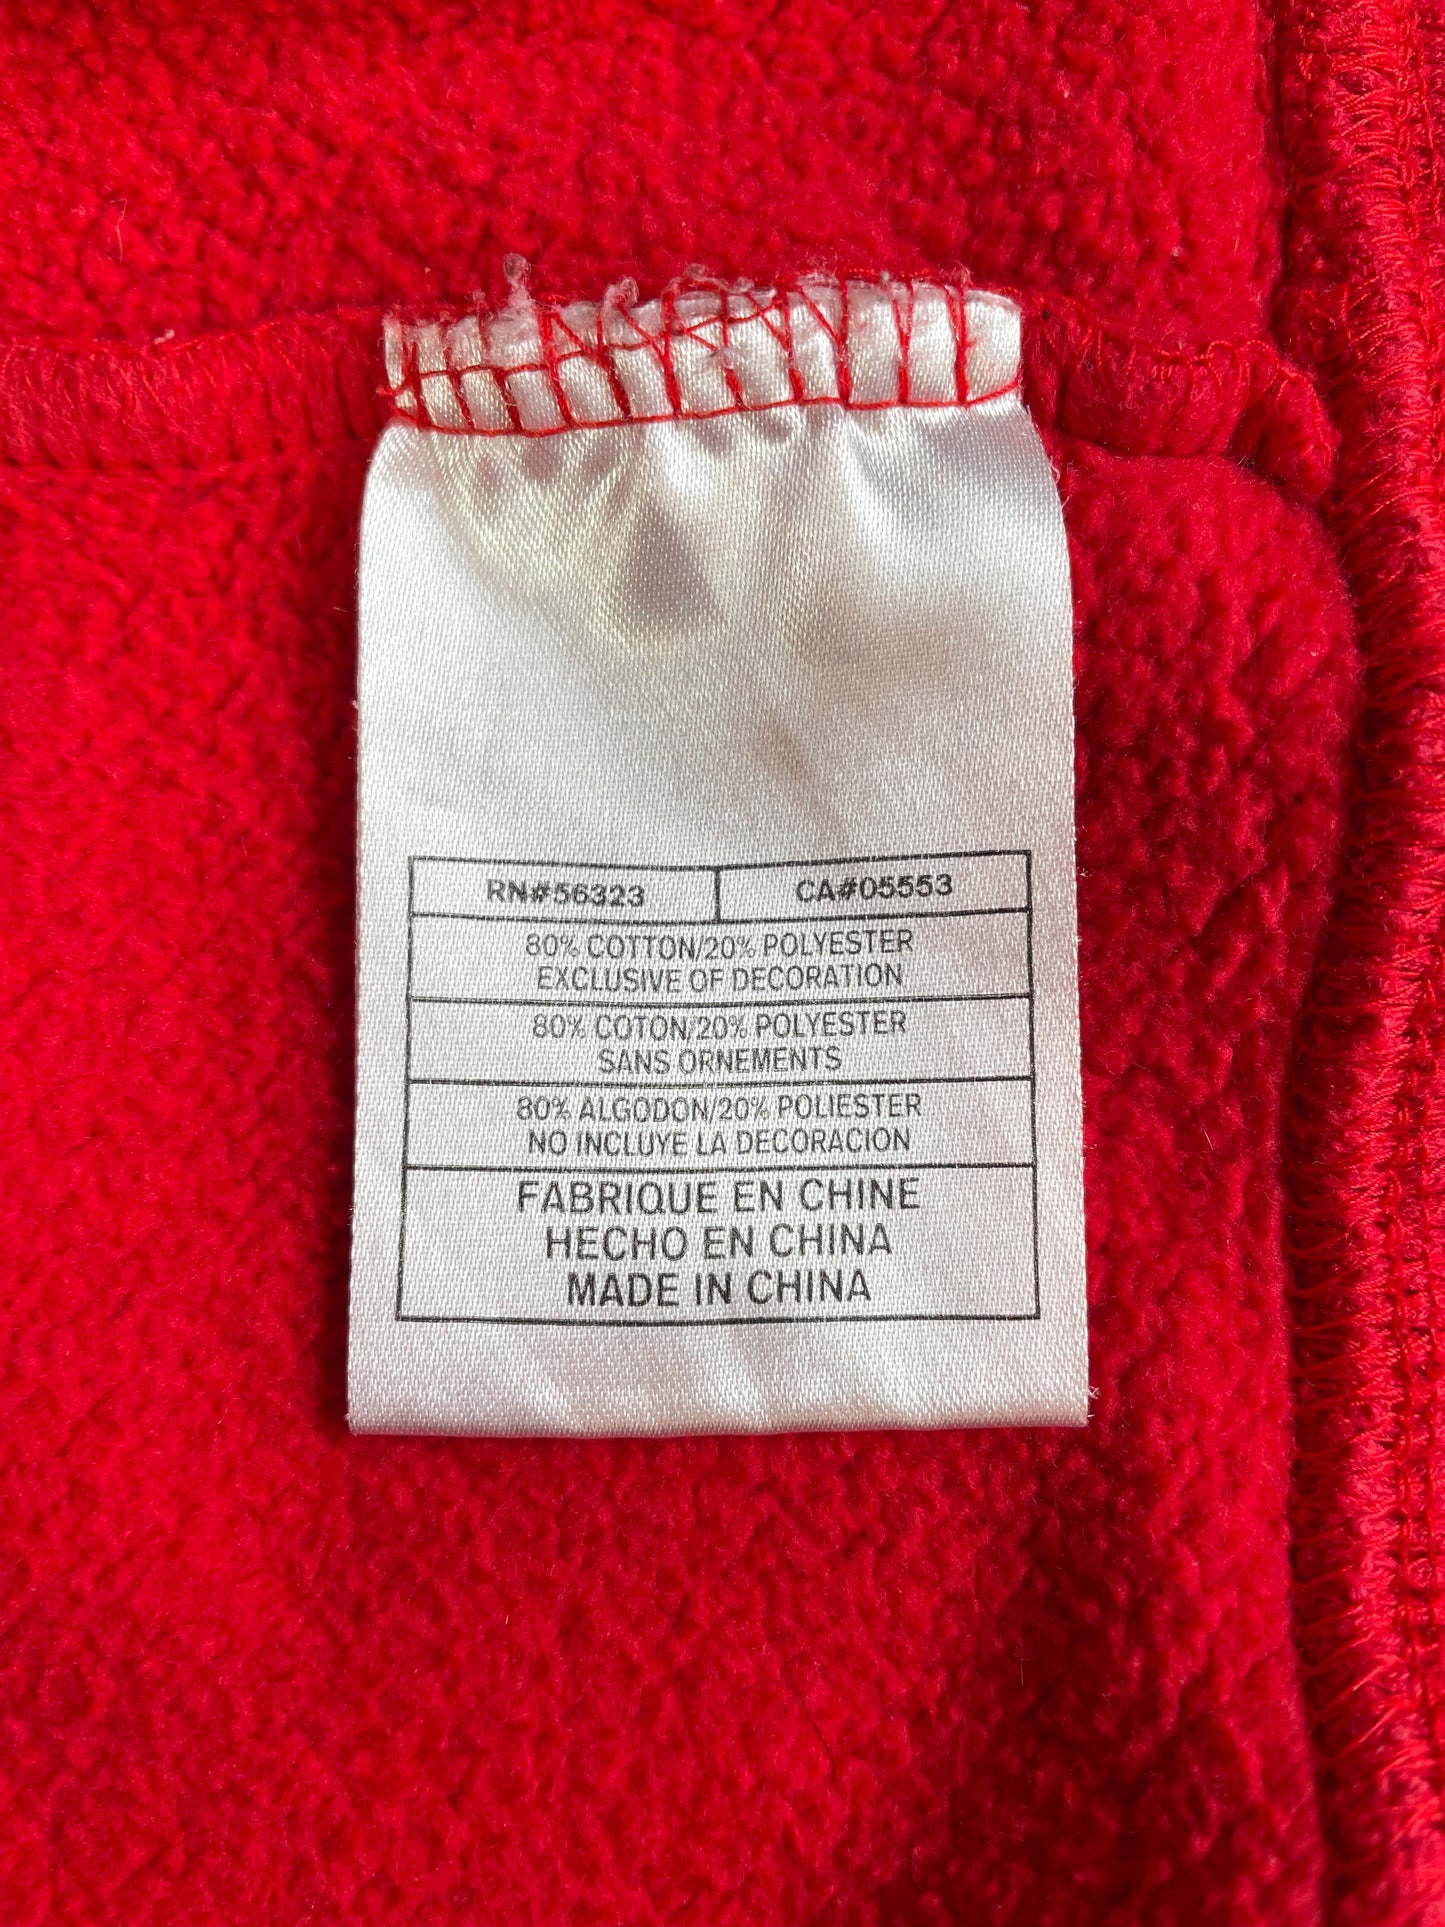 RN#56323 CA#05553
80% COTTON/20% POLYESTER
EXCLUSIVE OF DECORATION
80% COTON/20% POLYESTER
SANS ORNEMENTS
80% ALGODON/20% POLIESTER
NO INCLUYE LA DECORACION
FABRIQUE EN CHINE
HECHO EN CHINA
MADE IN CHINA